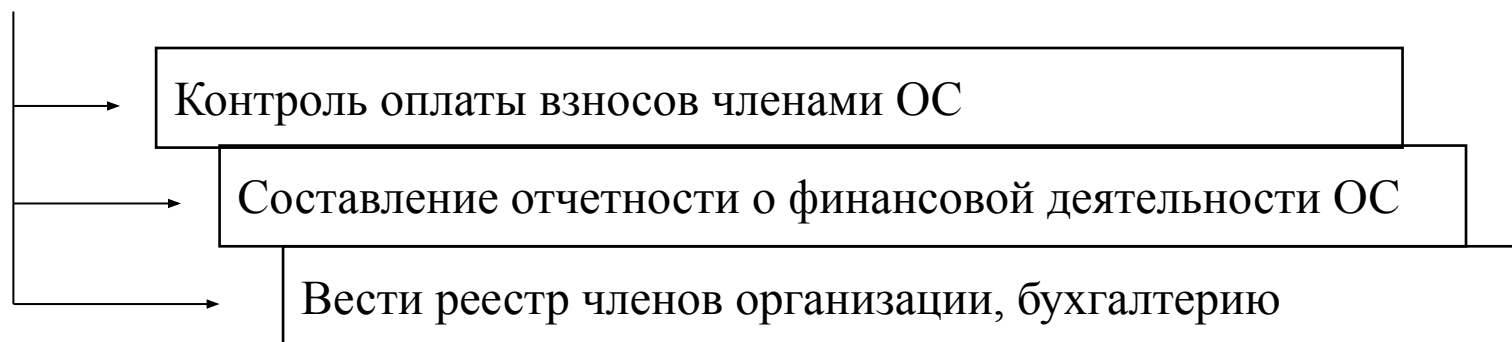 Контроль оплаты взносов членами ОС
Составление отчетности о финансовой деятельности ОС
Вести реестр членов организации, бухгалтерию